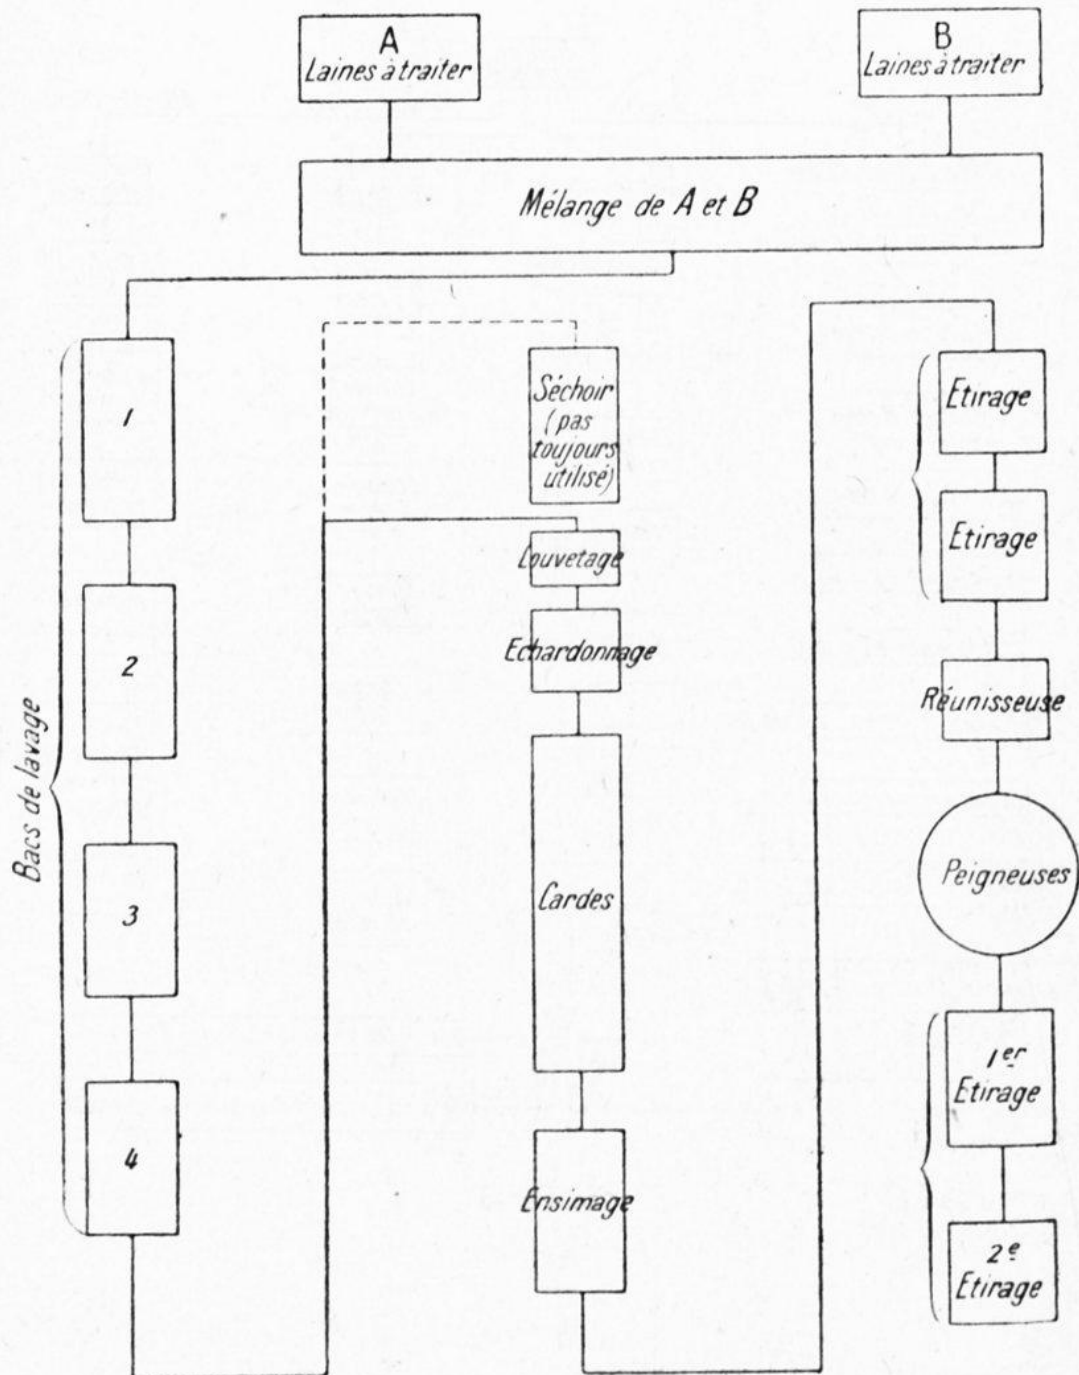 A
Laines à traiter
B
Laines à traiter
Mélange de A et B
Bacs de lavage
1
2
3
4
Séchoir
(pas
toujours
utilisé)
Louvetage
Echardonnage
Cardes
Ensimage
Etirage
Etirage
Réunisseuse
Peigneuses
1er
Etirage
2e
Etirage